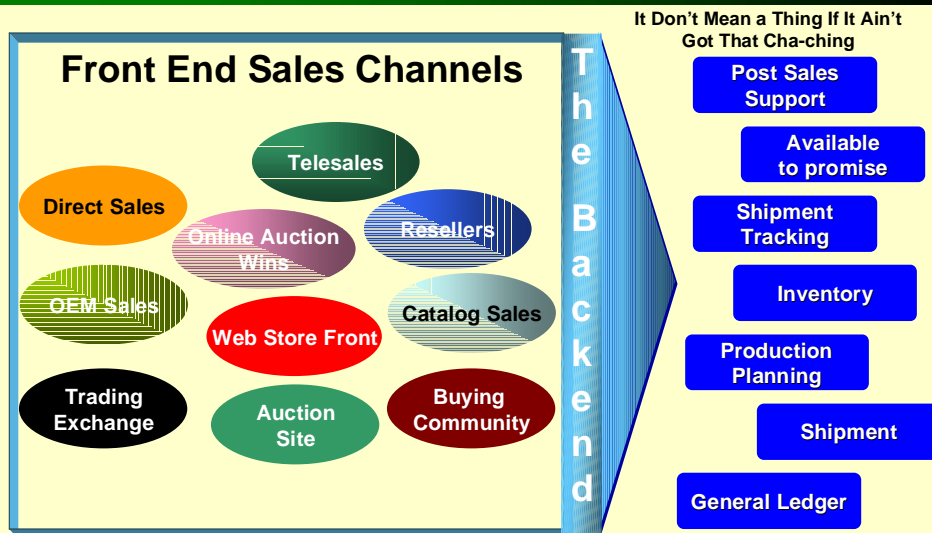 It Don’t Mean a Thing If It Ain’t
Got That Cha-ching
Front End Sales Channels
Telesales
Direct Sales
Online Auction
Wins
Resellers
OEM Sales
Web Store Front
Catalog Sales
Trading
Exchange
Auction
Site
Buying
Community
The Backend
Post Sales
Support
Available
to promise
Shipment
Tracking
Inventory
Production
Planning
Shipment
General Ledger